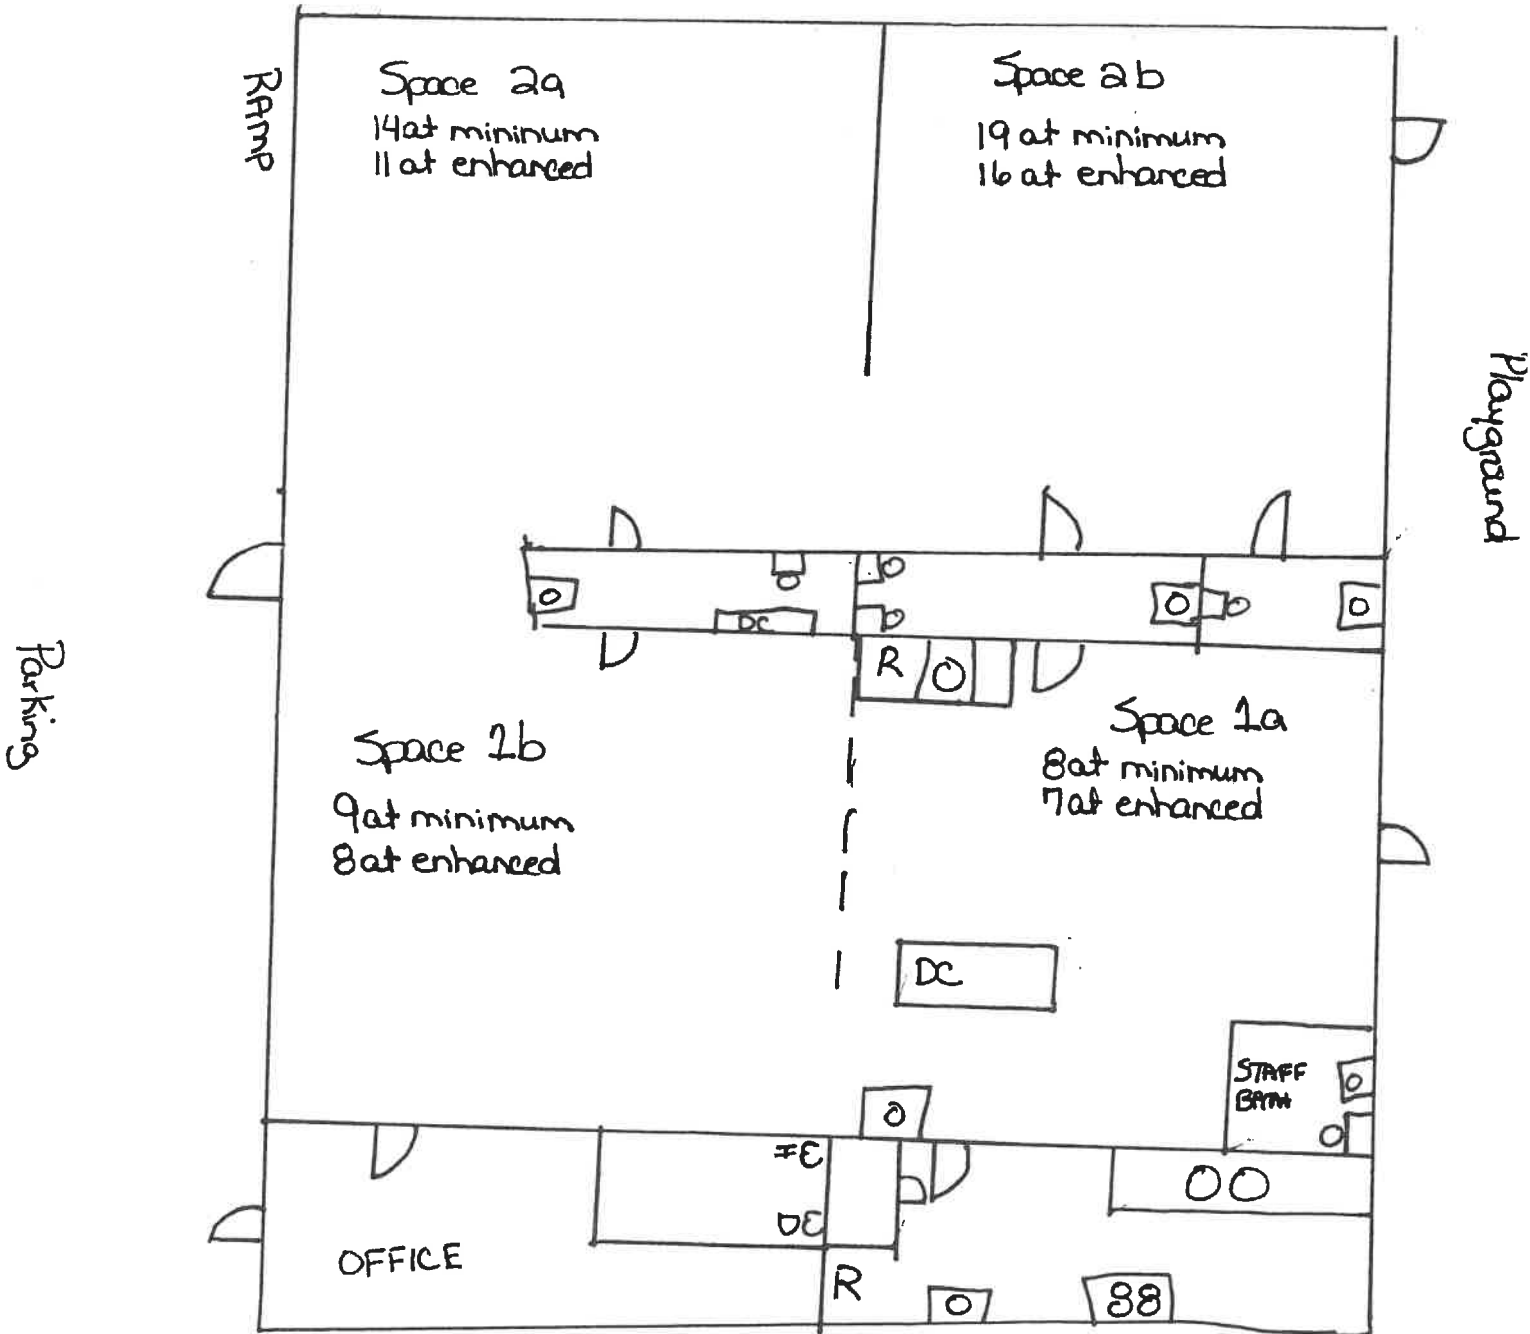 RAMP
Space 2a
14 at mininum
11 at enhanced
Space 2b
19 at minimum
16 at enhanced
Playground
Parking
DC
R
Space 1b
9 at minimum
8 at enhanced
Space 1a
8 at minimum
7 at enhanced
DC
STAFF
BATH
OFFICE
R